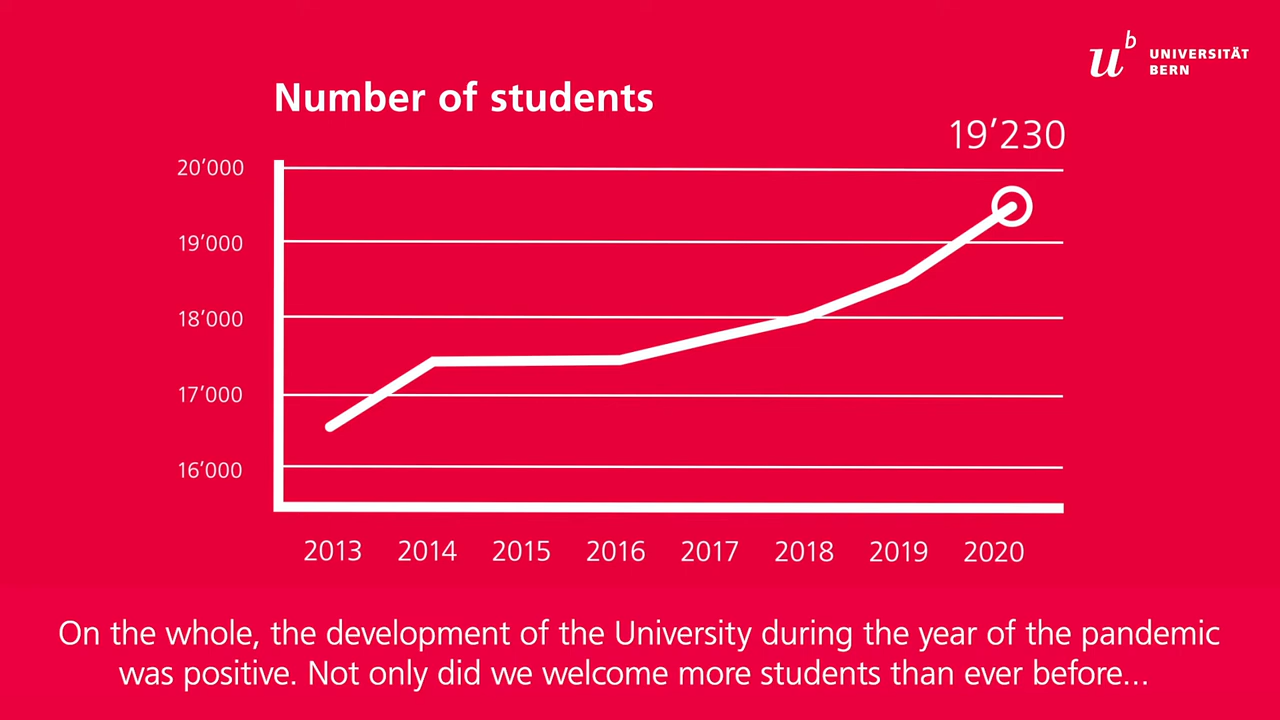 u b UNIVERSITÄT
BERN
Number of students
19’230
20’000
19’000
18’000
17’000
16’000
2013 2014 2015 2016 2017 2018 2019 2020
On the whole, the development of the University during the year of the pandemic
was positive. Not only did we welcome more students than ever before...